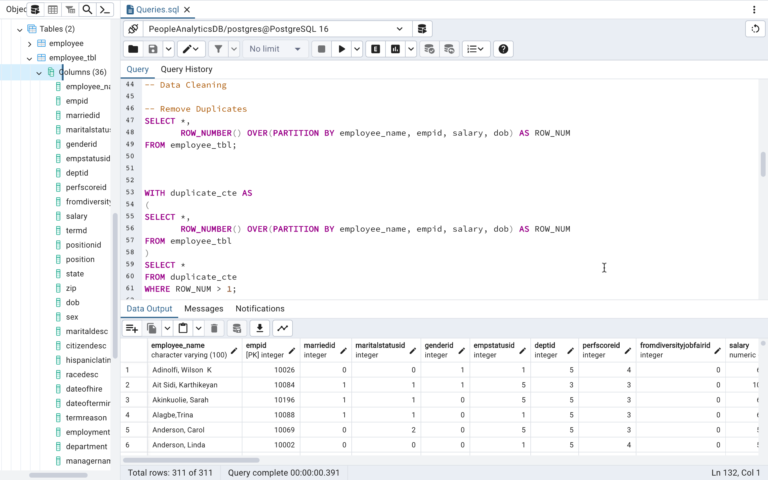 Objec
Queries.sql
PeopleAnalyticsDB/postgres@PostgreSQL 16
No limit
Tables (2)
employee
employee_tbl
Columns (36)
employee_na
empid
marriedid
maritalstatus
genderid
empstatusid
deptid
perfscoreid
fromdiversity
salary
termd
positionid
position
state
zip
dob
sex
maritaldesc
citizendesc
hispaniclatin
racedesc
dateofhire
dateoftermin
termreason
employment
department
managernam
Query Query History
44 -- Data Cleaning
45
46 -- Remove Duplicates
47 SELECT *,
48 ROW_NUMBER() OVER(PARTITION BY employee_name, empid, salary, dob) AS ROW_NUM
49 FROM employee_tbl;
50
51
52
53 WITH duplicate_cte AS
54 (
55 SELECT *,
56 ROW_NUMBER() OVER(PARTITION BY employee_name, empid, salary, dob) AS ROW_NUM
57 FROM employee_tbl
58 )
59 SELECT *
60 FROM duplicate_cte
61 WHERE ROW_NUM > 1;
Data Output Messages Notifications
employee_name empid marriedid maritalstatusid genderid empstatusid deptid perfscoreid fromdiversityjobfairid salary
character varying (100) [PK] integer integer integer integer integer integer integer integer numeric
1 Adinolfi, Wilson K 10026 0 0 1 1 5 4 0 6
2 Ait Sidi, Karthikeyan 10084 1 1 1 5 3 3 0 10
3 Akinkuolie, Sarah 10196 1 1 0 5 5 3 0 6
4 Alagbe,Trina 10088 1 1 0 1 5 3 0 6
5 Anderson, Carol 10069 0 2 0 5 5 3 0 5
6 Anderson, Linda 10002 0 0 0 1 5 4 0 5
Total rows: 311 of 311 Query complete 00:00:00.391 Ln 132, Col 1